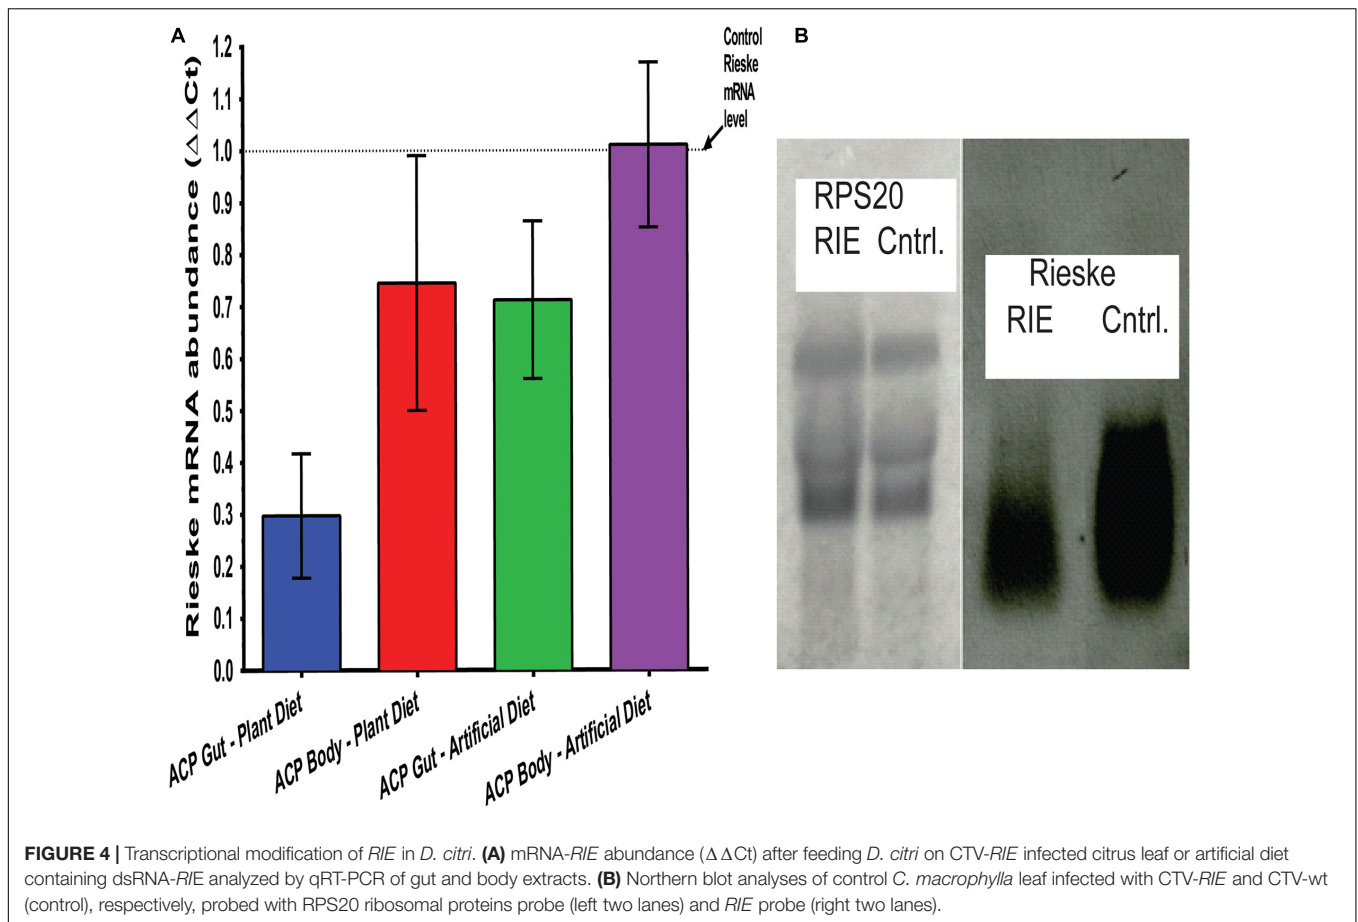 A
Rieske mRNA abundance (ΔΔCt)
1.2
1.1
1.0
0.9
0.8
0.7
0.6
0.5
0.4
0.3
0.2
0.1
0.0
Control
Rieske
mRNA
level
ACP Gut - Plant Diet
ACP Body - Plant Diet
ACP Gut - Artificial Diet
ACP Body - Artificial Diet
B
RPS20
RIE Cntrl.
Rieske
RIE Cntrl.
FIGURE 4 | Transcriptional modification of RIE in D. citri. (A) mRNA-RIE abundance (ΔΔCt) after feeding D. citri on CTV-RIE infected citrus leaf or artificial diet
containing dsRNA-RIE analyzed by qRT-PCR of gut and body extracts. (B) Northern blot analyses of control C. macrophylla leaf infected with CTV-RIE and CTV-wt
(control), respectively, probed with RPS20 ribosomal proteins probe (left two lanes) and RIE probe (right two lanes).